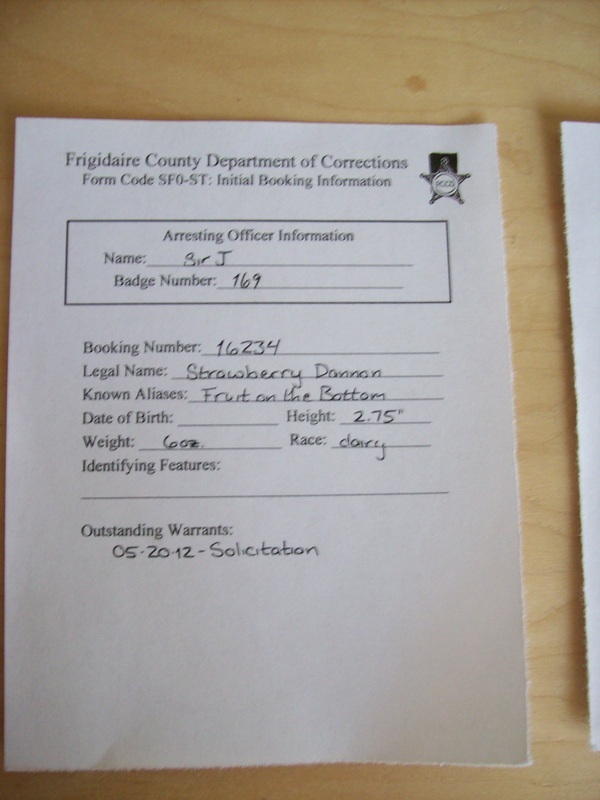 Frigidaire County Department of Corrections
Form Code SF0-ST: Initial Booking Information
Arresting Officer Information
Name: Sir J
Badge Number: 169
Booking Number: 16234
Legal Name: Strawberry Dannon
Known Aliases: Fruit on the Bottom
Date of Birth: Height: 2.75"
Weight: 6oz. Race: dairy
Identifying Features:
Outstanding Warrants:
05-20-12-Solicitation